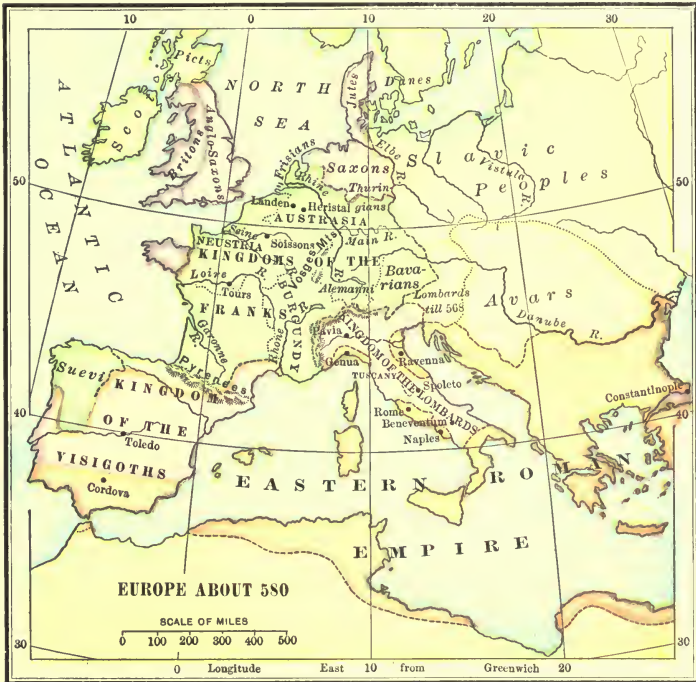 10
0
10
20
30
Picts
NORTH
SEA
Jutes
Danes
ATLANTIC
OCEAN
Sco
Britons
Anglo-Saxons
Frisians
Saxons
Elbe R.
Slavic
Peoples
Vistula R.
50
50
Rhine
Thurin
gians
Landen
Heristal
AUSTRASIA
Seine
NEUSTRIA
Soissons
Main R.
Vosges Mts.
KINGDOMS OF THE
FRANKS
Loire R.
Tours
R.
BURGUNDY
Alemanni
Bava-
rians
Lombards
till 568
Avars
Danube R.
Garonne
R.
Rhone
R.
Pavia
Genua
KINGDOM OF THE LOMBARDS
Ravenna
TUSCANY
Spoleto
Rome
Beneventum
Naples
Constantinople
Suevi
Pyrenees
KINGDOM
OF THE
VISIGOTHS
Toledo
Cordova
40
40
EASTERN ROMAN
EMPIRE
EUROPE ABOUT 580
SCALE OF MILES
0 100 200 300 400 500
30
30
0 Longitude East 10 from Greenwich 20